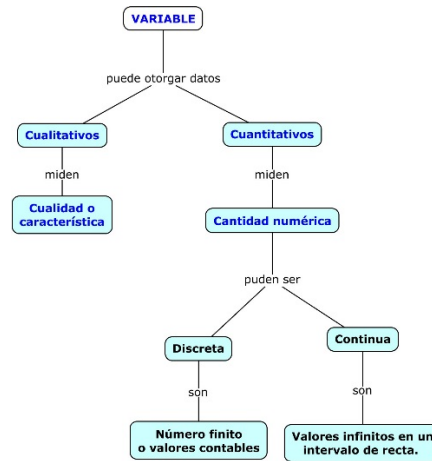 VARIABLE
puede otorgar datos
Cualitativos
Cuantitativos
miden
miden
Cualidad o
característica
Cantidad numérica
puden ser
Discreta
Continua
son
son
Número finito
o valores contables
Valores infinitos en un
intervalo de recta.